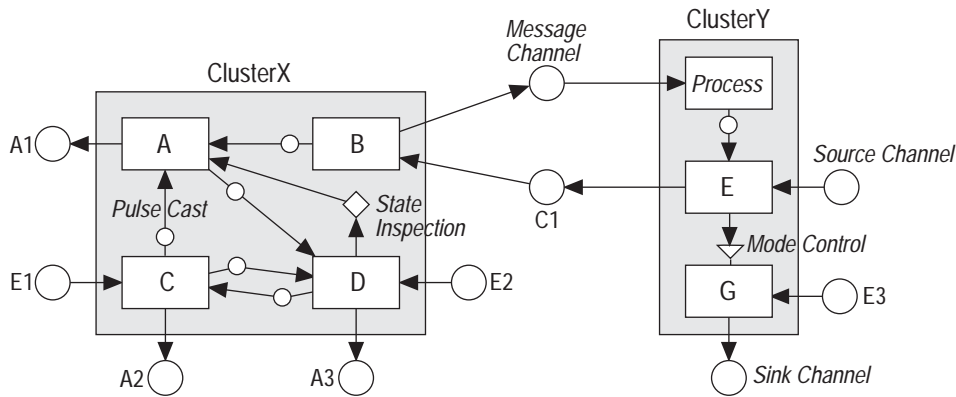 ClusterY
Message
Channel
ClusterX
Process
A1
A
B
Source Channel
E
Pulse Cast
State
Inspection
C1
Mode Control
E1
C
D
E2
G
E3
A2
A3
Sink Channel